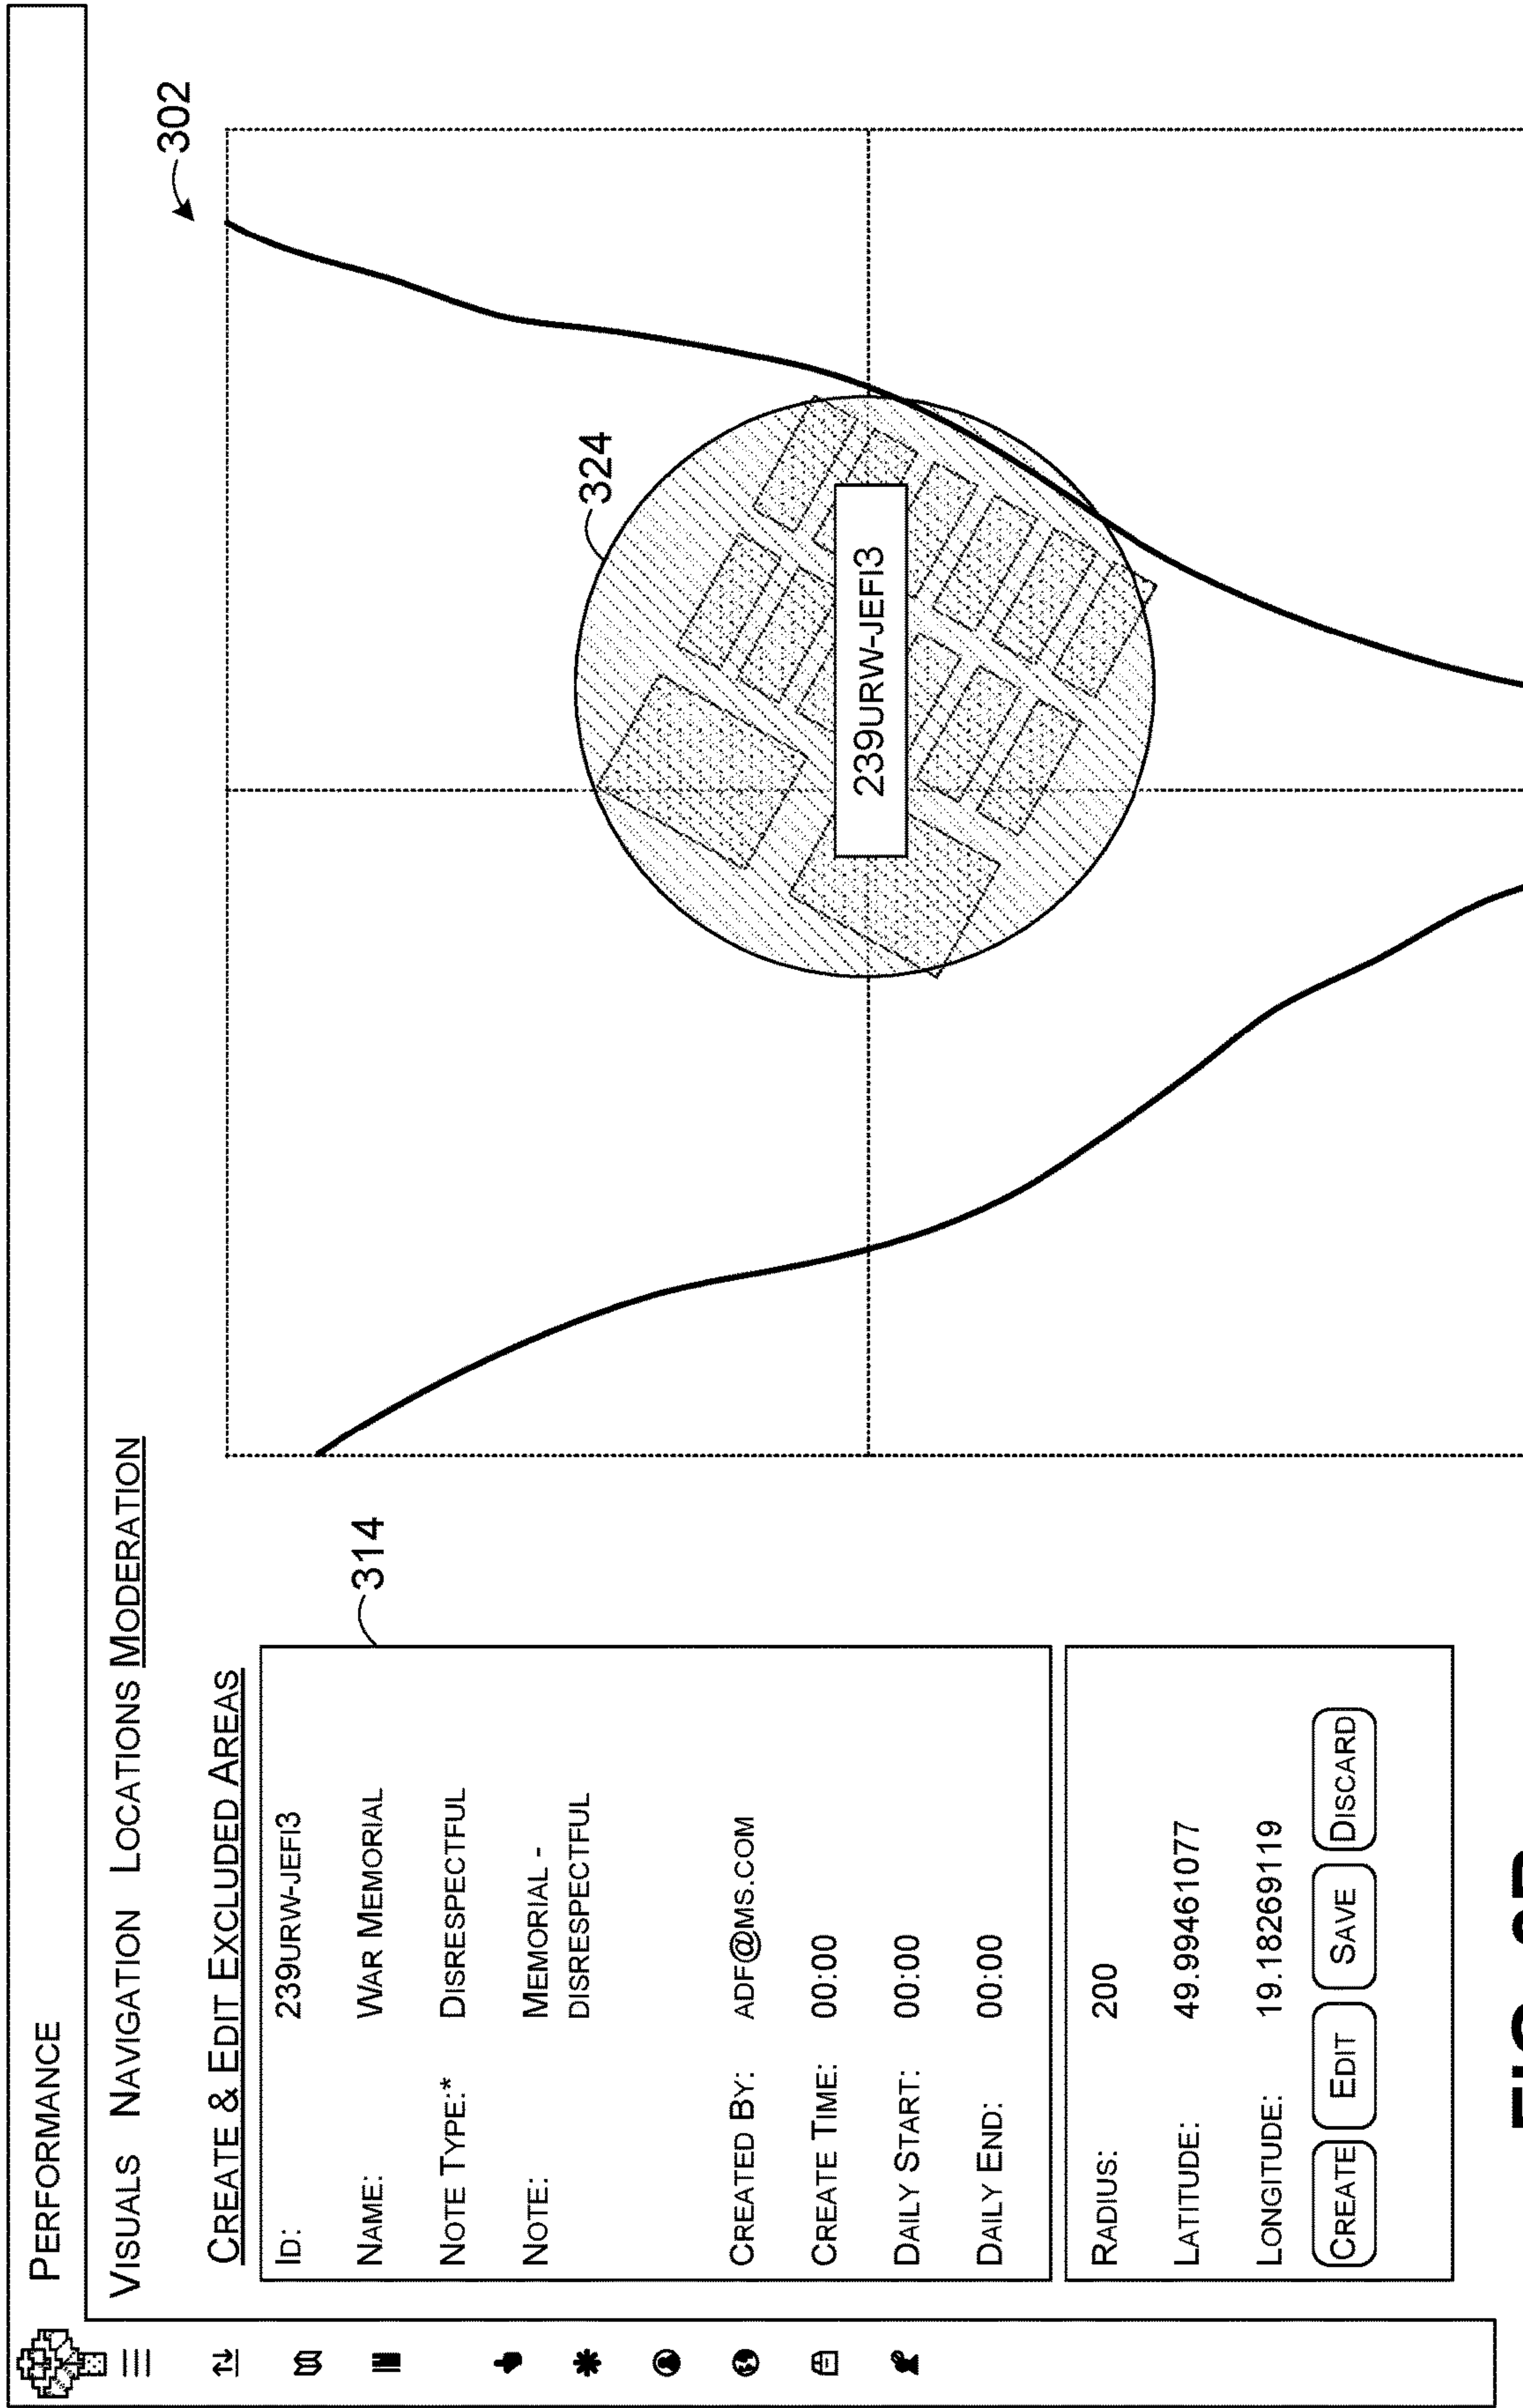 PERFORMANCE
VISUALS NAVIGATION LOCATIONS MODERATION
302
CREATE & EDIT EXCLUDED AREAS
314
ID: 239URW-JEFI3
NAME: WAR MEMORIAL
NOTE TYPE:* DISRESPECTFUL
NOTE: MEMORIAL -
DISRESPECTFUL
CREATED BY: ADF@MS.COM
CREATE TIME: 00:00
DAILY START: 00:00
DAILY END: 00:00
RADIUS: 200
LATITUDE: 49.99461077
LONGITUDE: 19.18269119
CREATE EDIT SAVE DISCARD
324
239URW-JEFI3